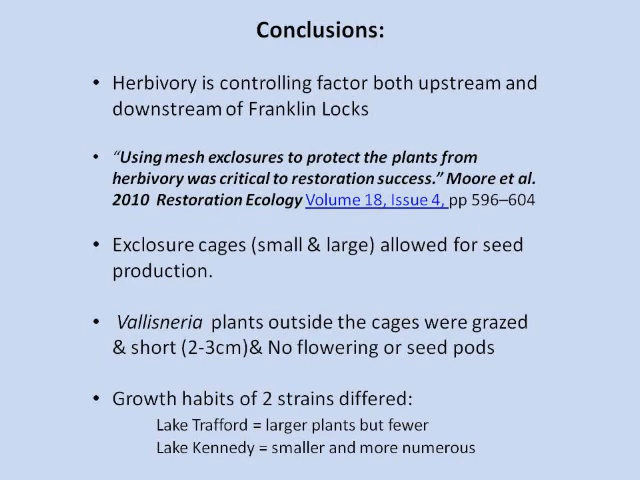 Conclusions:
• Herbivory is controlling factor both upstream and
downstream of Franklin Locks
• “Using mesh exclosures to protect the plants from
herbivory was critical to restoration success.” Moore et al.
2010 Restoration Ecology Volume 18, Issue 4, pp 596–604
• Exclosure cages (small & large) allowed for seed
production.
• Vallisneria plants outside the cages were grazed
& short (2-3cm)& No flowering or seed pods
• Growth habits of 2 strains differed:
Lake Trafford = larger plants but fewer
Lake Kennedy = smaller and more numerous